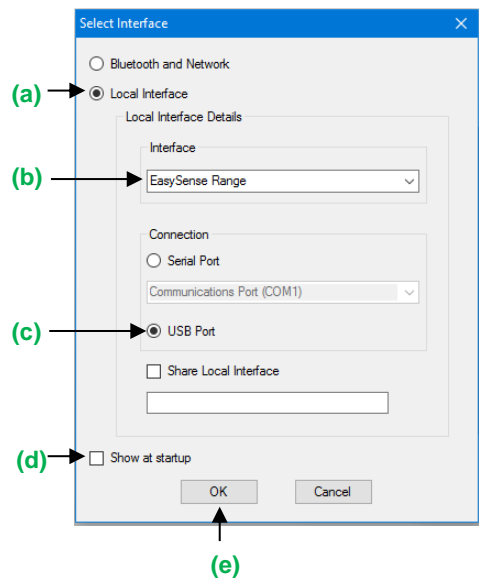 Select Interface
Bluetooth and Network
(a)
Local Interface
Local Interface Details
Interface
(b)
EasySense Range
Connection
Serial Port
Communications Port (COM1)
(c)
USB Port
Share Local Interface
(d)
Show at startup
OK
Cancel
(e)